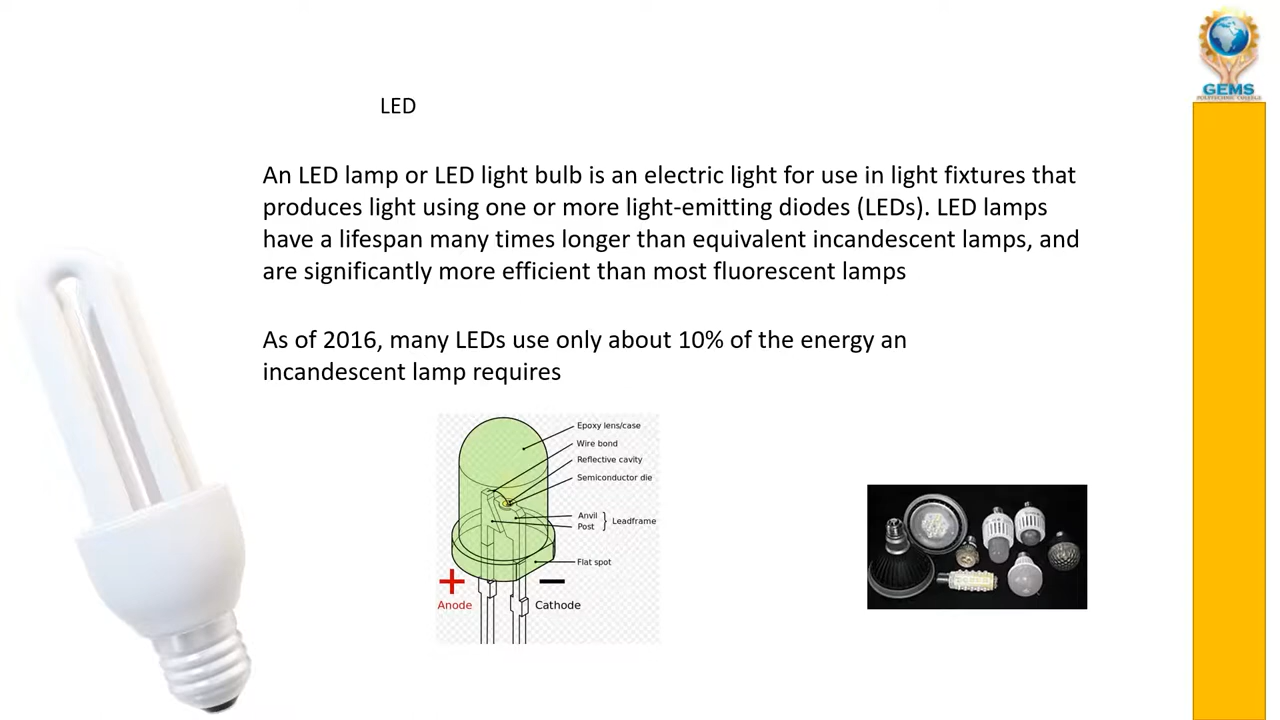 GEMS
POLYTECHNIC COLLEGE
LED
An LED lamp or LED light bulb is an electric light for use in light fixtures that
produces light using one or more light-emitting diodes (LEDs). LED lamps
have a lifespan many times longer than equivalent incandescent lamps, and
are significantly more efficient than most fluorescent lamps
As of 2016, many LEDs use only about 10% of the energy an
incandescent lamp requires
Epoxy lens/case
Wire bond
Reflective cavity
Semiconductor die
Anvil
Post
Leadframe
Flat spot
+ −
Anode Cathode